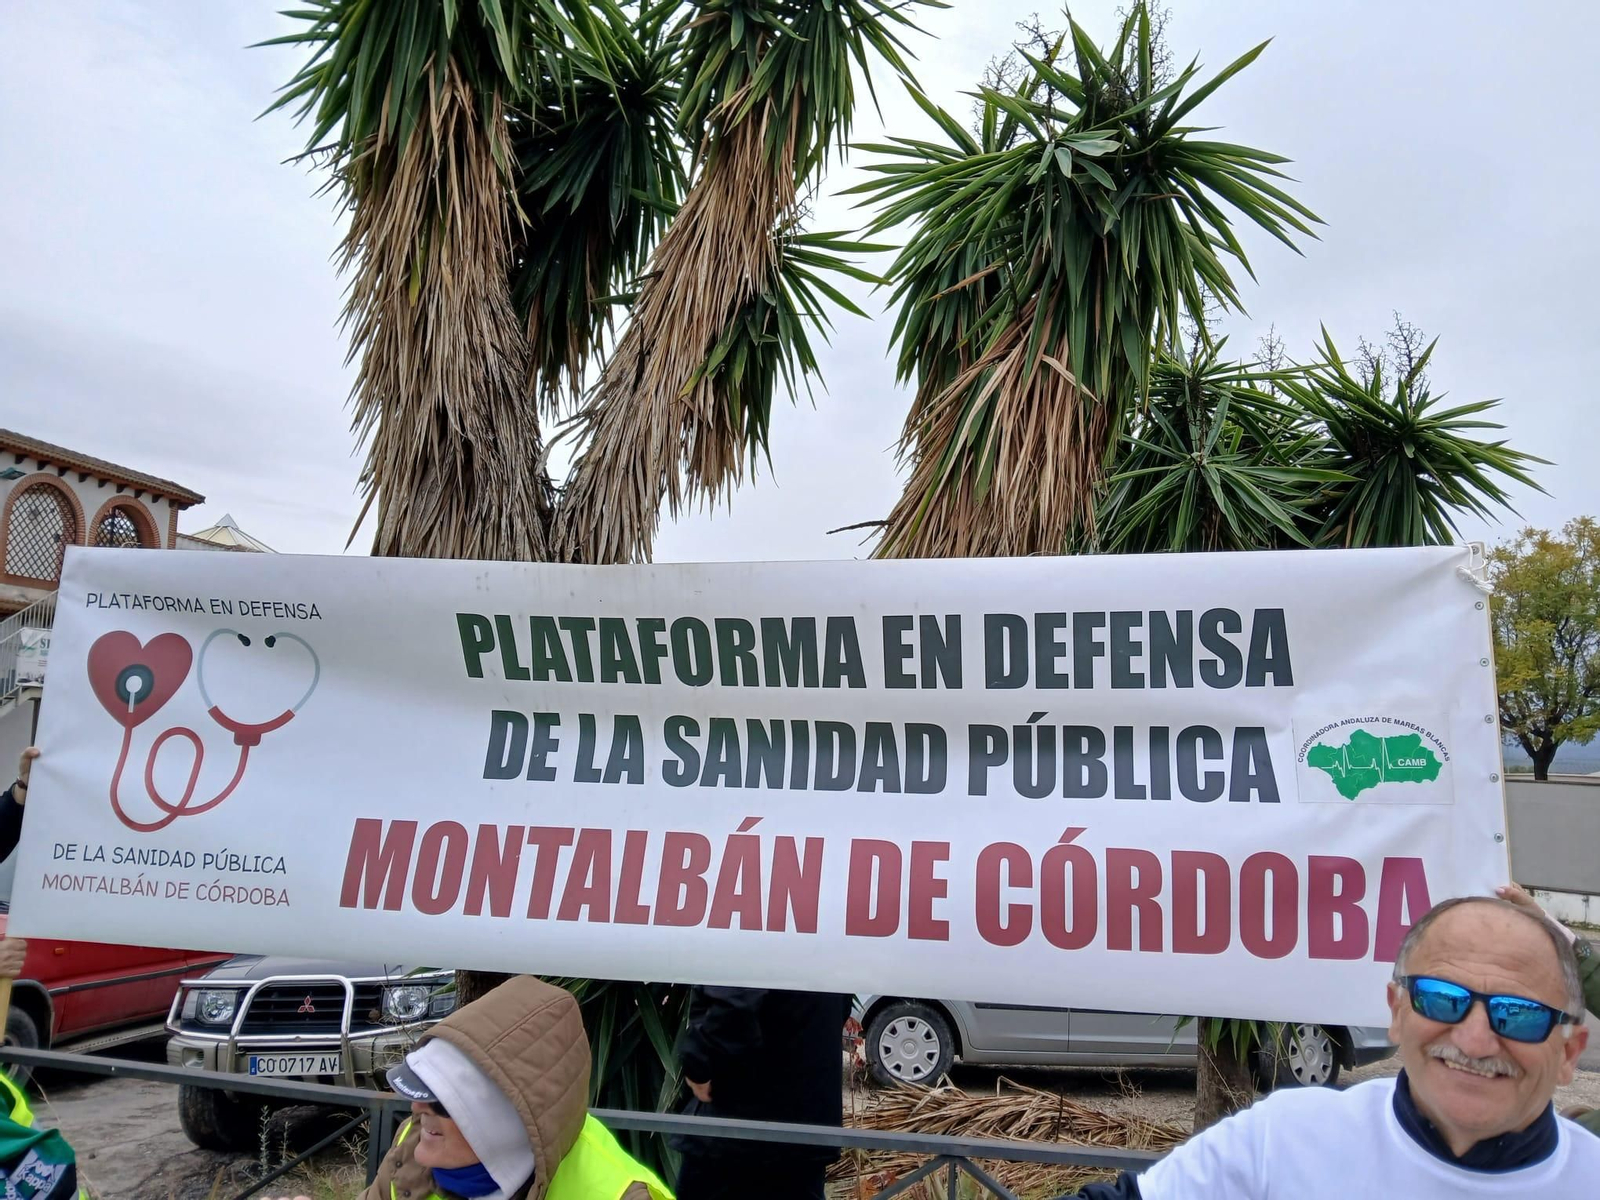 PLATAFORMA EN DEFENSA
DE LA SANIDAD PÚBLICA
MONTALBÁN DE CÓRDOBA
PLATAFORMA EN DEFENSA
DE LA SANIDAD PÚBLICA
MONTALBÁN DE CÓRDOBA
COORDINADORA ANDALUZA DE MAREAS BLANCAS
CAMB
CO 0717 AV
Kappa